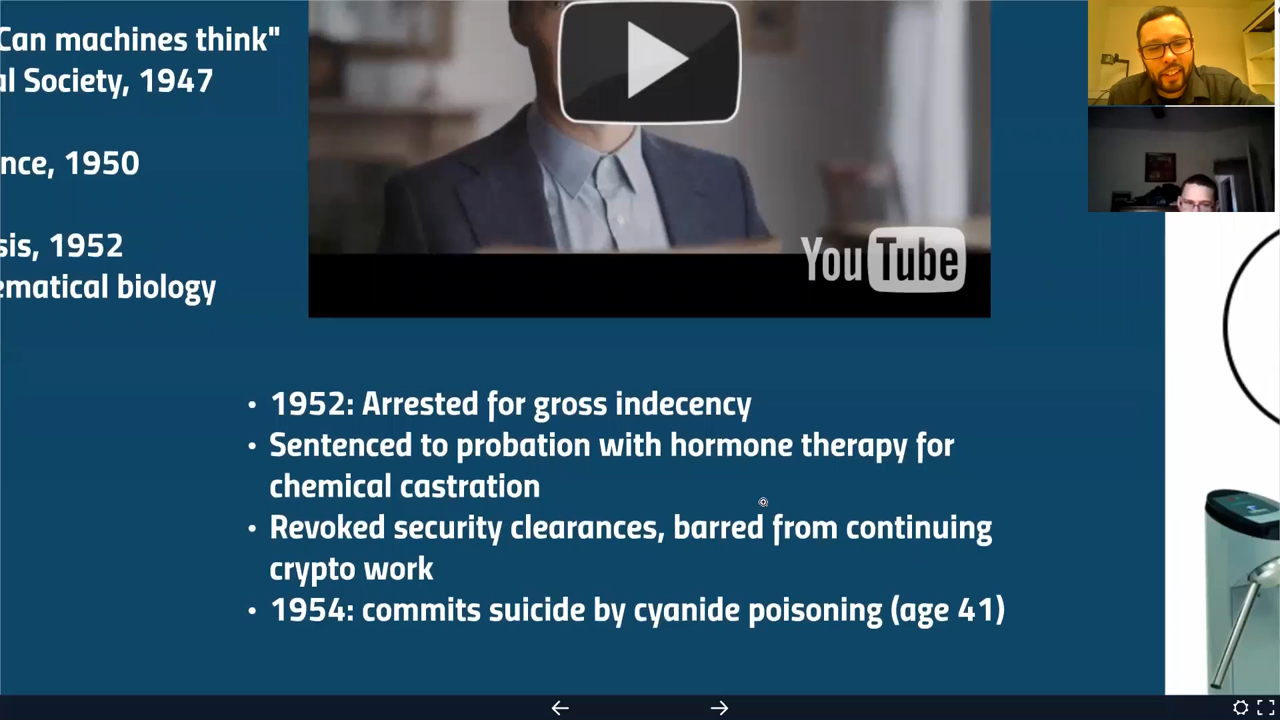 Can machines think"
al Society, 1947
nce, 1950
sis, 1952
ematical biology
YouTube
• 1952: Arrested for gross indecency
• Sentenced to probation with hormone therapy for
chemical castration
• Revoked security clearances, barred from continuing
crypto work
• 1954: commits suicide by cyanide poisoning (age 41)